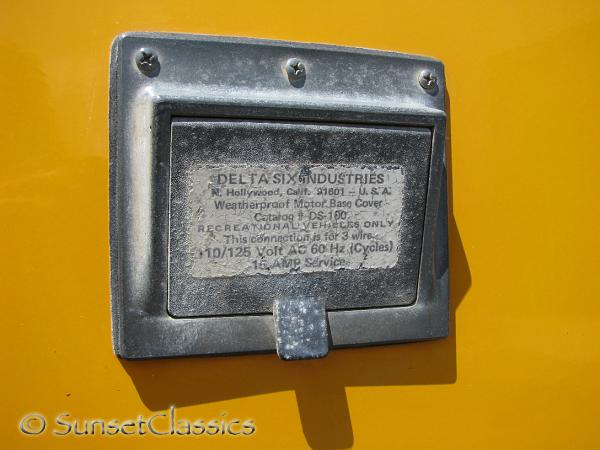 DELTA SIX INDUSTRIES
N. Hollywood, Calif. 91601 - U.S.A.
Weatherproof Motor Base Cover
Catalog # DS-160
RECREATIONAL VEHICLES ONLY
This connection is for 3 wire
110/125 Volt AC 60 Hz (Cycles)
15 AMP Service
© SunsetClassics